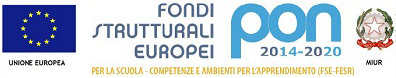 FONDI
STRUTTURALI
EUROPEI
pon
2014-2020
UNIONE EUROPEA
MIUR
PER LA SCUOLA - COMPETENZE E AMBIENTI PER L'APPRENDIMENTO (FSE-FESR)